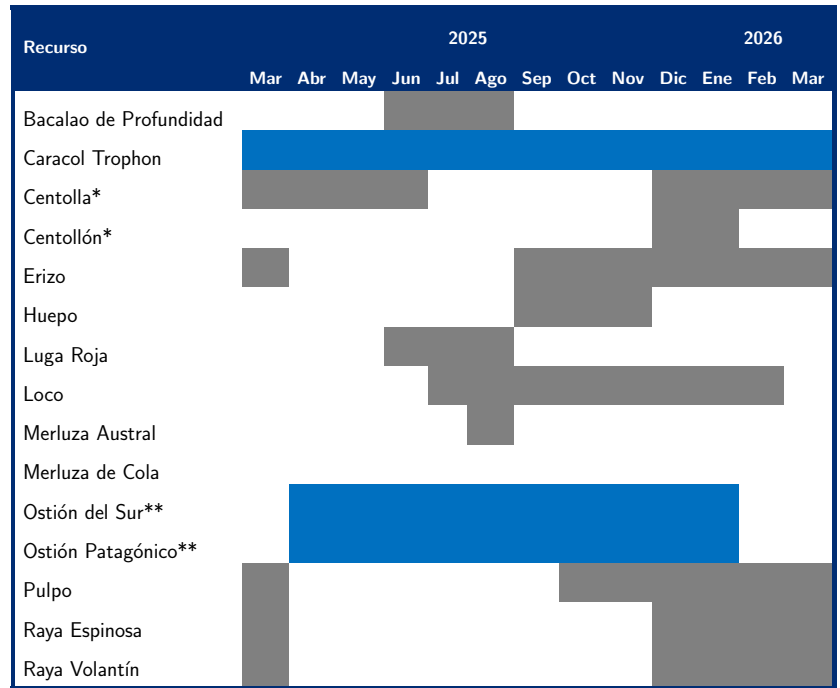 Recurso 2025 2026
Mar Abr May Jun Jul Ago Sep Oct Nov Dic Ene Feb Mar
Bacalao de Profundidad
Caracol Trophon
Centolla*
Centollón*
Erizo
Huepo
Luga Roja
Loco
Merluza Austral
Merluza de Cola
Ostión del Sur**
Ostión Patagónico**
Pulpo
Raya Espinosa
Raya Volantín